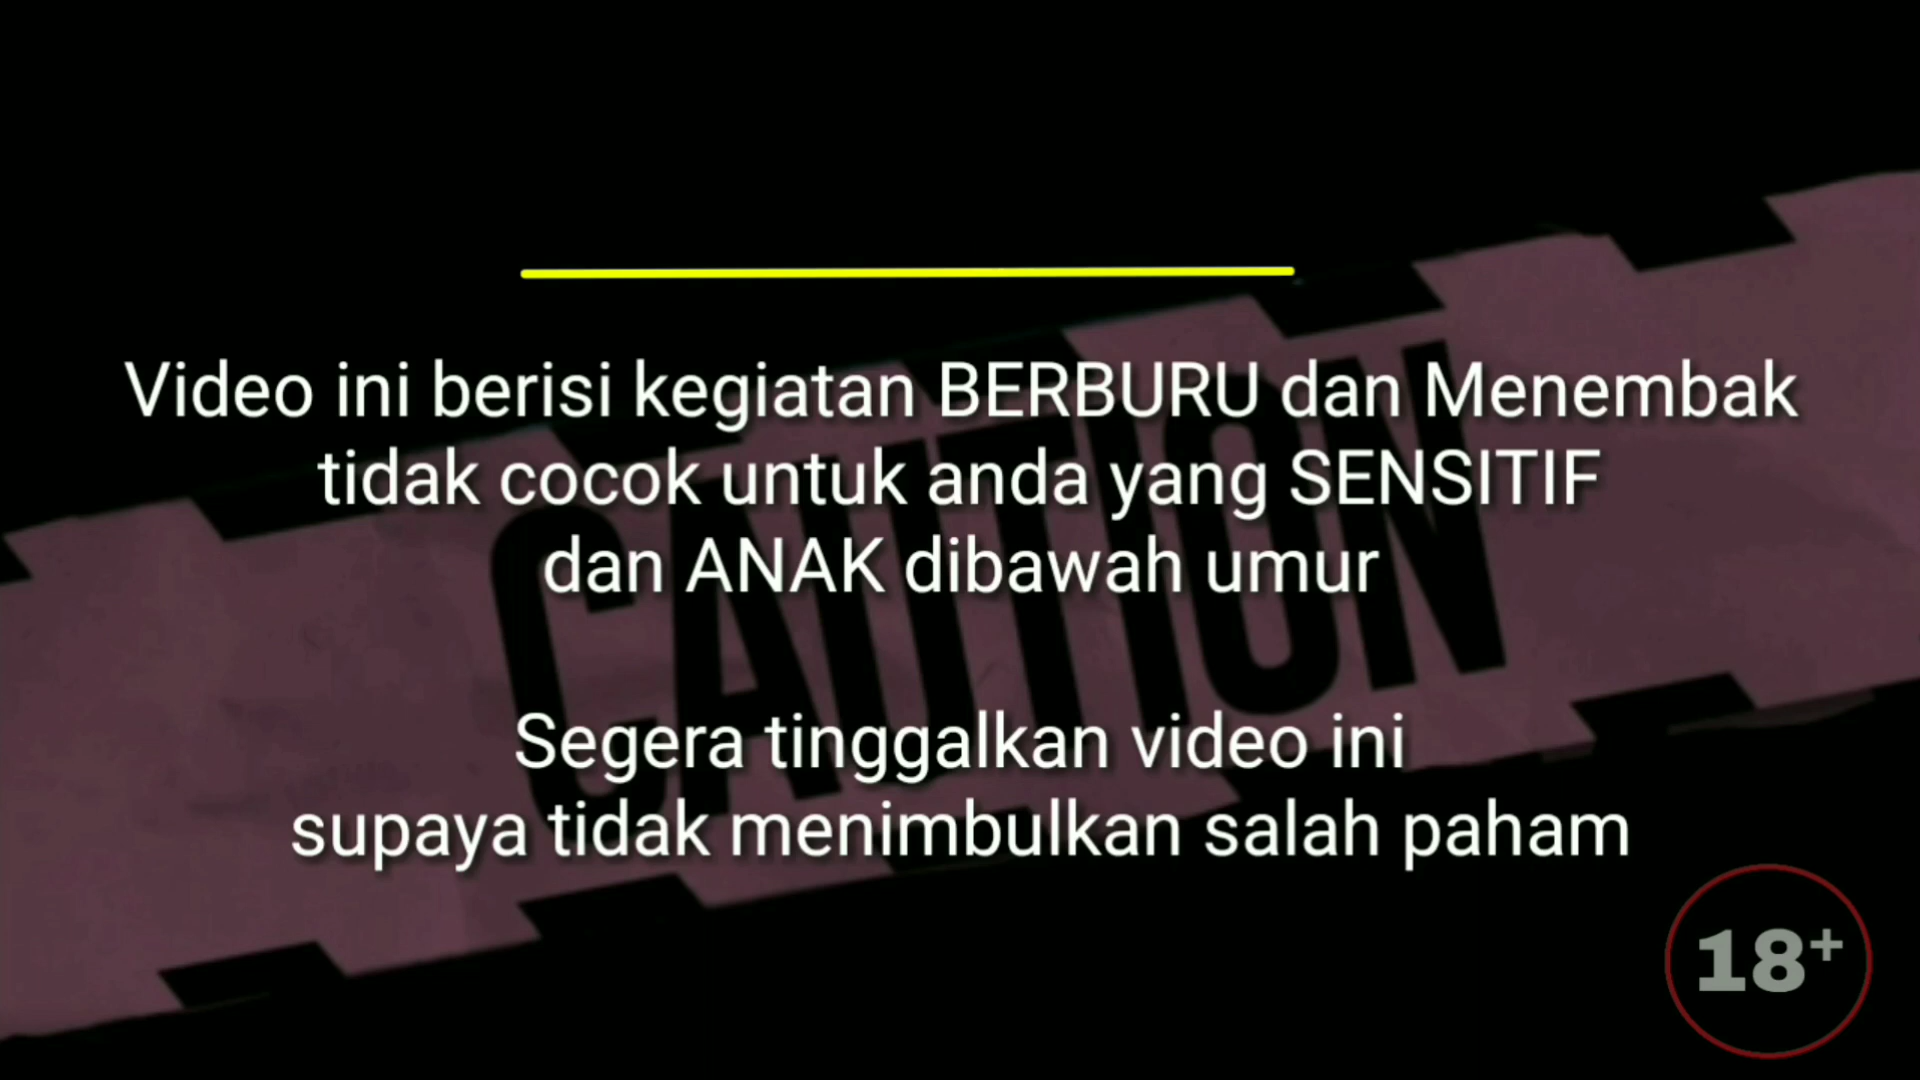 Video ini berisi kegiatan BERBURU dan Menembak
tidak cocok untuk anda yang SENSITIF
dan ANAK dibawah umur
Segera tinggalkan video ini
supaya tidak menimbulkan salah paham
CAUTION
18+